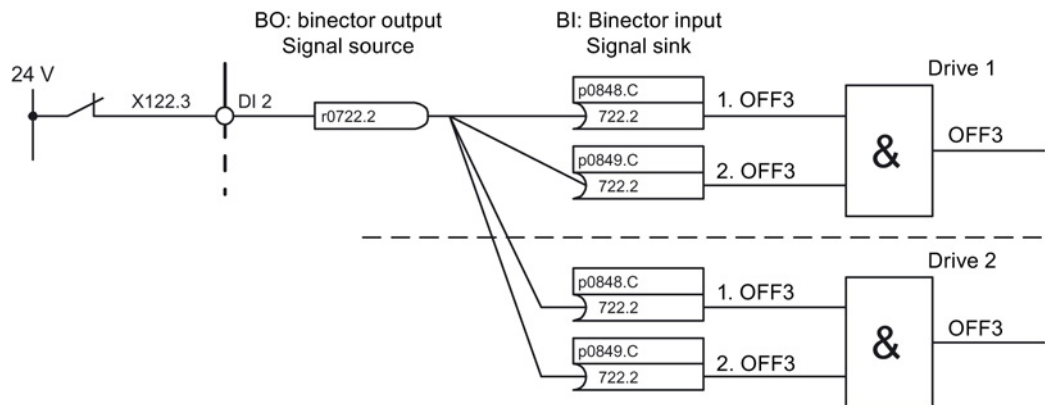 BO: binector output
Signal source
BI: Binector input
Signal sink
24 V
X122.3
DI 2
r0722.2
Drive 1
p0848.C
722.2
1. OFF3
p0849.C
722.2
2. OFF3
&
OFF3
Drive 2
p0848.C
722.2
1. OFF3
p0849.C
722.2
2. OFF3
&
OFF3